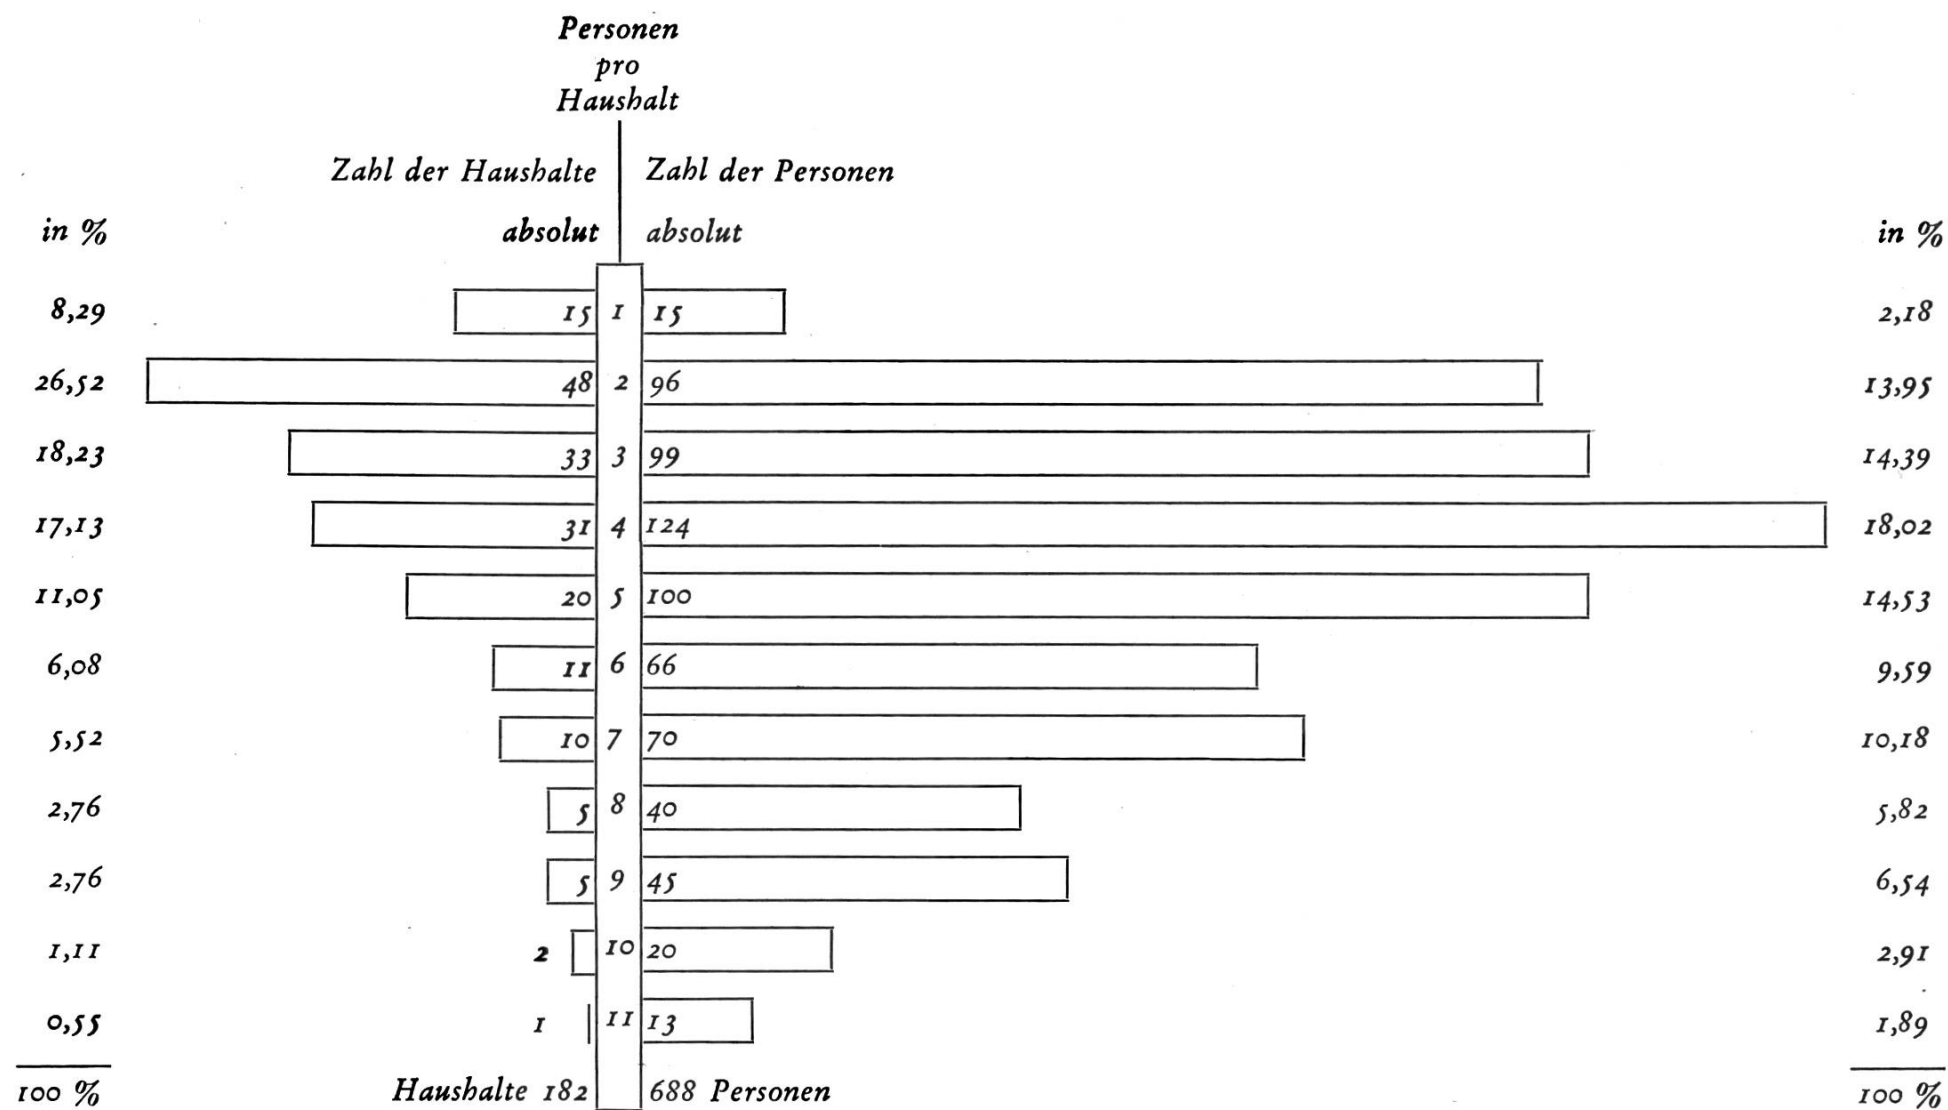 Personen
pro
Haushalt
Zahl der Haushalte Zahl der Personen
in % absolut absolut in %
8,29 15 1 15 2,18
26,52 48 2 96 13,95
18,23 33 3 99 14,39
17,13 31 4 124 18,02
11,05 20 5 100 14,53
6,08 11 6 66 9,59
5,52 10 7 70 10,18
2,76 5 8 40 5,82
2,76 5 9 45 6,54
1,11 2 10 20 2,91
0,55 1 11 13 1,89
100 % Haushalte 182 688 Personen 100 %